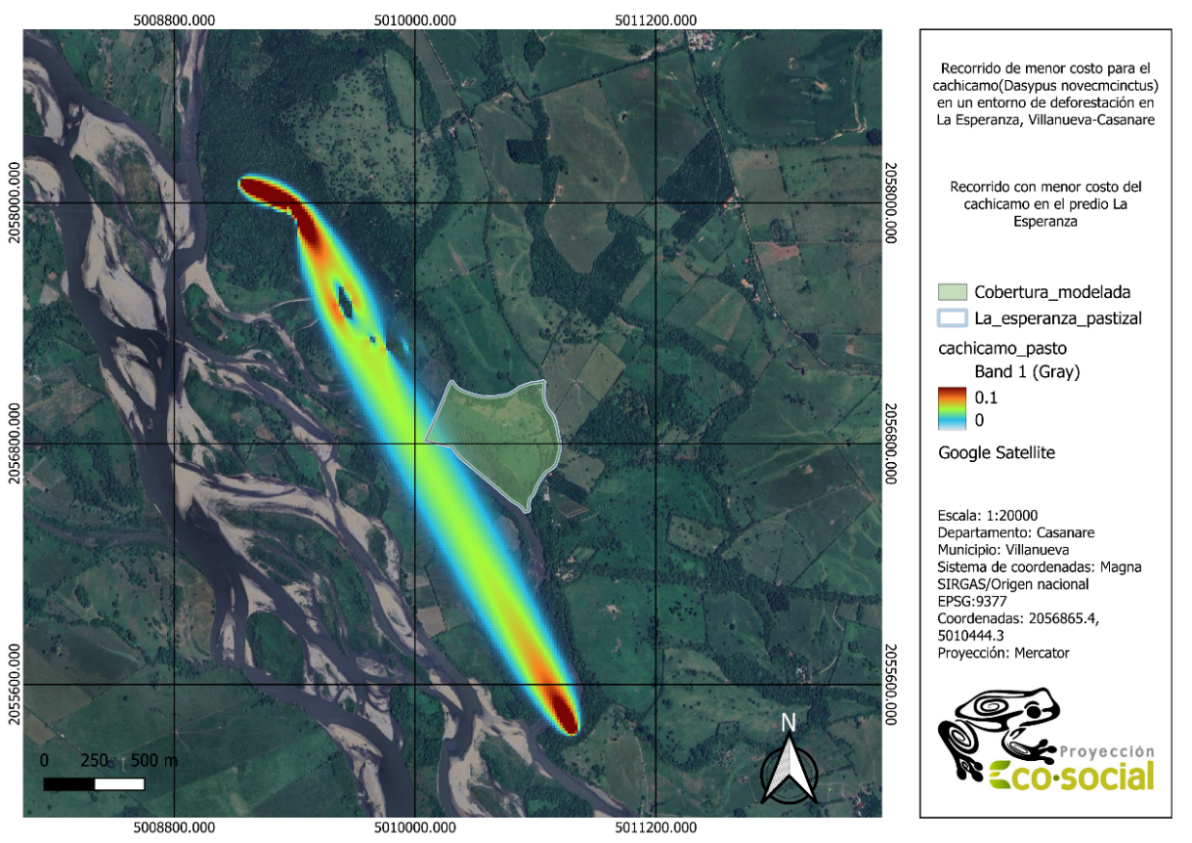 5008800.000
5010000.000
5011200.000
2058000.000
2056800.000
2055600.000
2058000.000
2056800.000
2055600.000
0 250 500 m
N
5008800.000
5010000.000
5011200.000
Recorrido de menor costo para el
cachicamo(Dasypus novecmcinctus)
en un entorno de deforestación en
La Esperanza, Villanueva-Casanare
Recorrido con menor costo del
cachicamo en el predio La
Esperanza
Cobertura_modelada
La_esperanza_pastizal
cachicamo_pasto
Band 1 (Gray)
0.1
0
Google Satellite
Escala: 1:20000
Departamento: Casanare
Municipio: Villanueva
Sistema de coordenadas: Magna
SIRGAS/Origen nacional
EPSG:9377
Coordenadas: 2056865.4,
5010444.3
Proyección: Mercator
Proyección
Eco·social